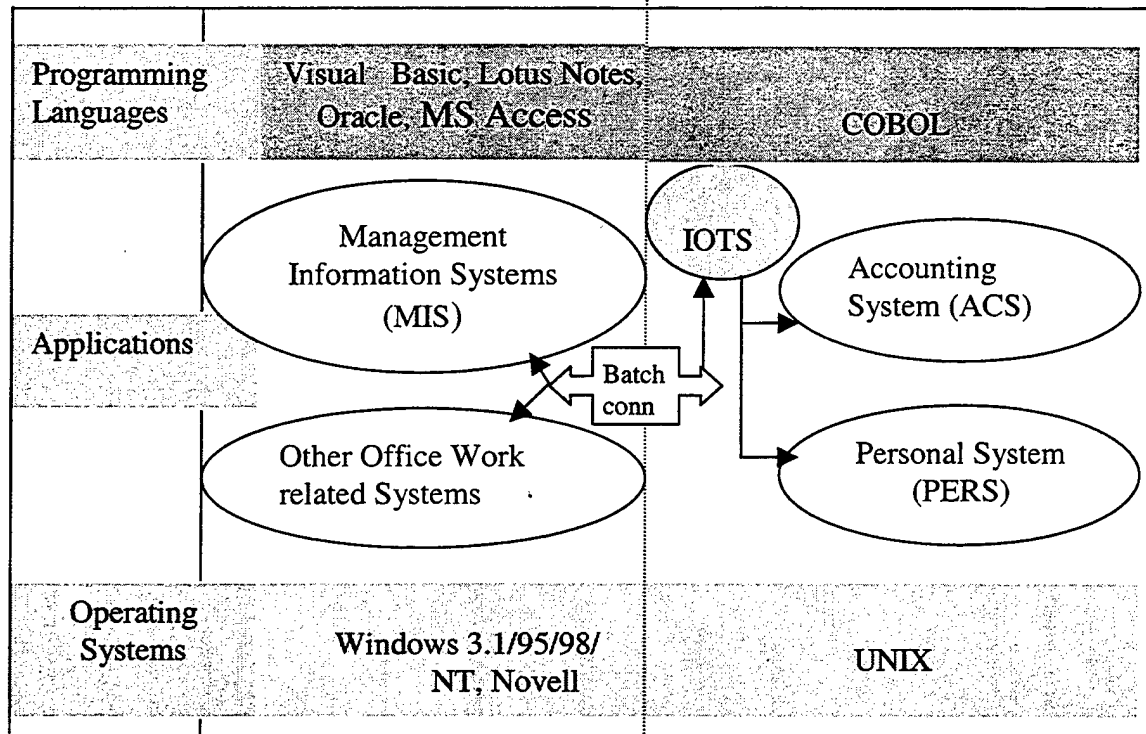 Programming
Languages
Visual Basic, Lotus Notes,
Oracle, MS Access
COBOL
Management
Information Systems
(MIS)
IOTS
Accounting
System (ACS)
Applications
Batch
conn
Other Office Work
related Systems
Personal System
(PERS)
Operating
Systems
Windows 3.1/95/98/
NT, Novell
UNIX